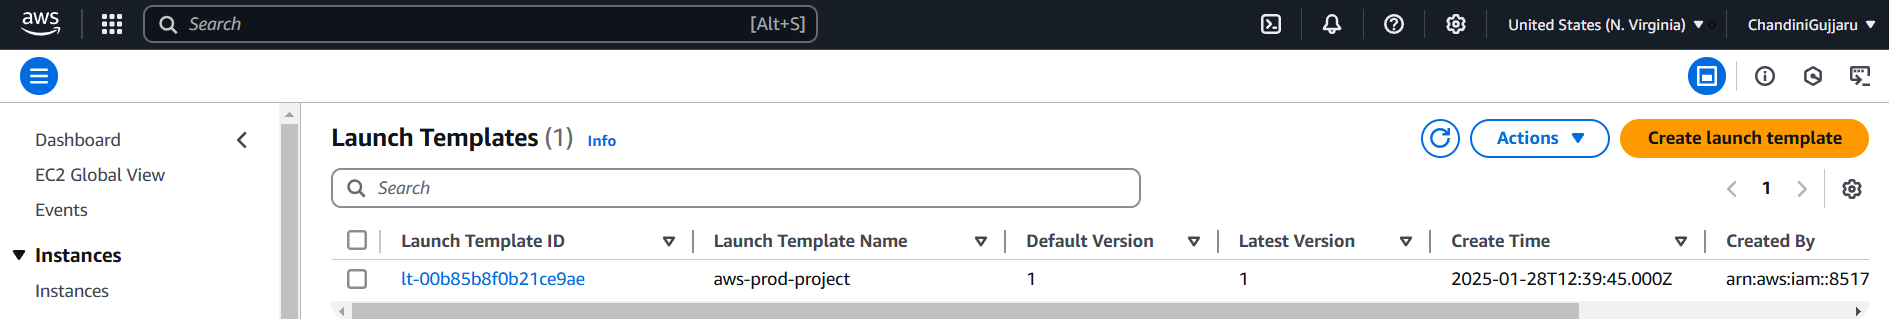 aws Search [Alt+S] United States (N. Virginia) ChandiniGujjaru
Dashboard
EC2 Global View
Events
Instances
Instances
Launch Templates (1) Info Actions Create launch template
Search 1
Launch Template ID Launch Template Name Default Version Latest Version Create Time Created By
lt-00b85b8f0b21ce9ae aws-prod-project 1 1 2025-01-28T12:39:45.000Z arn:aws:iam::8517